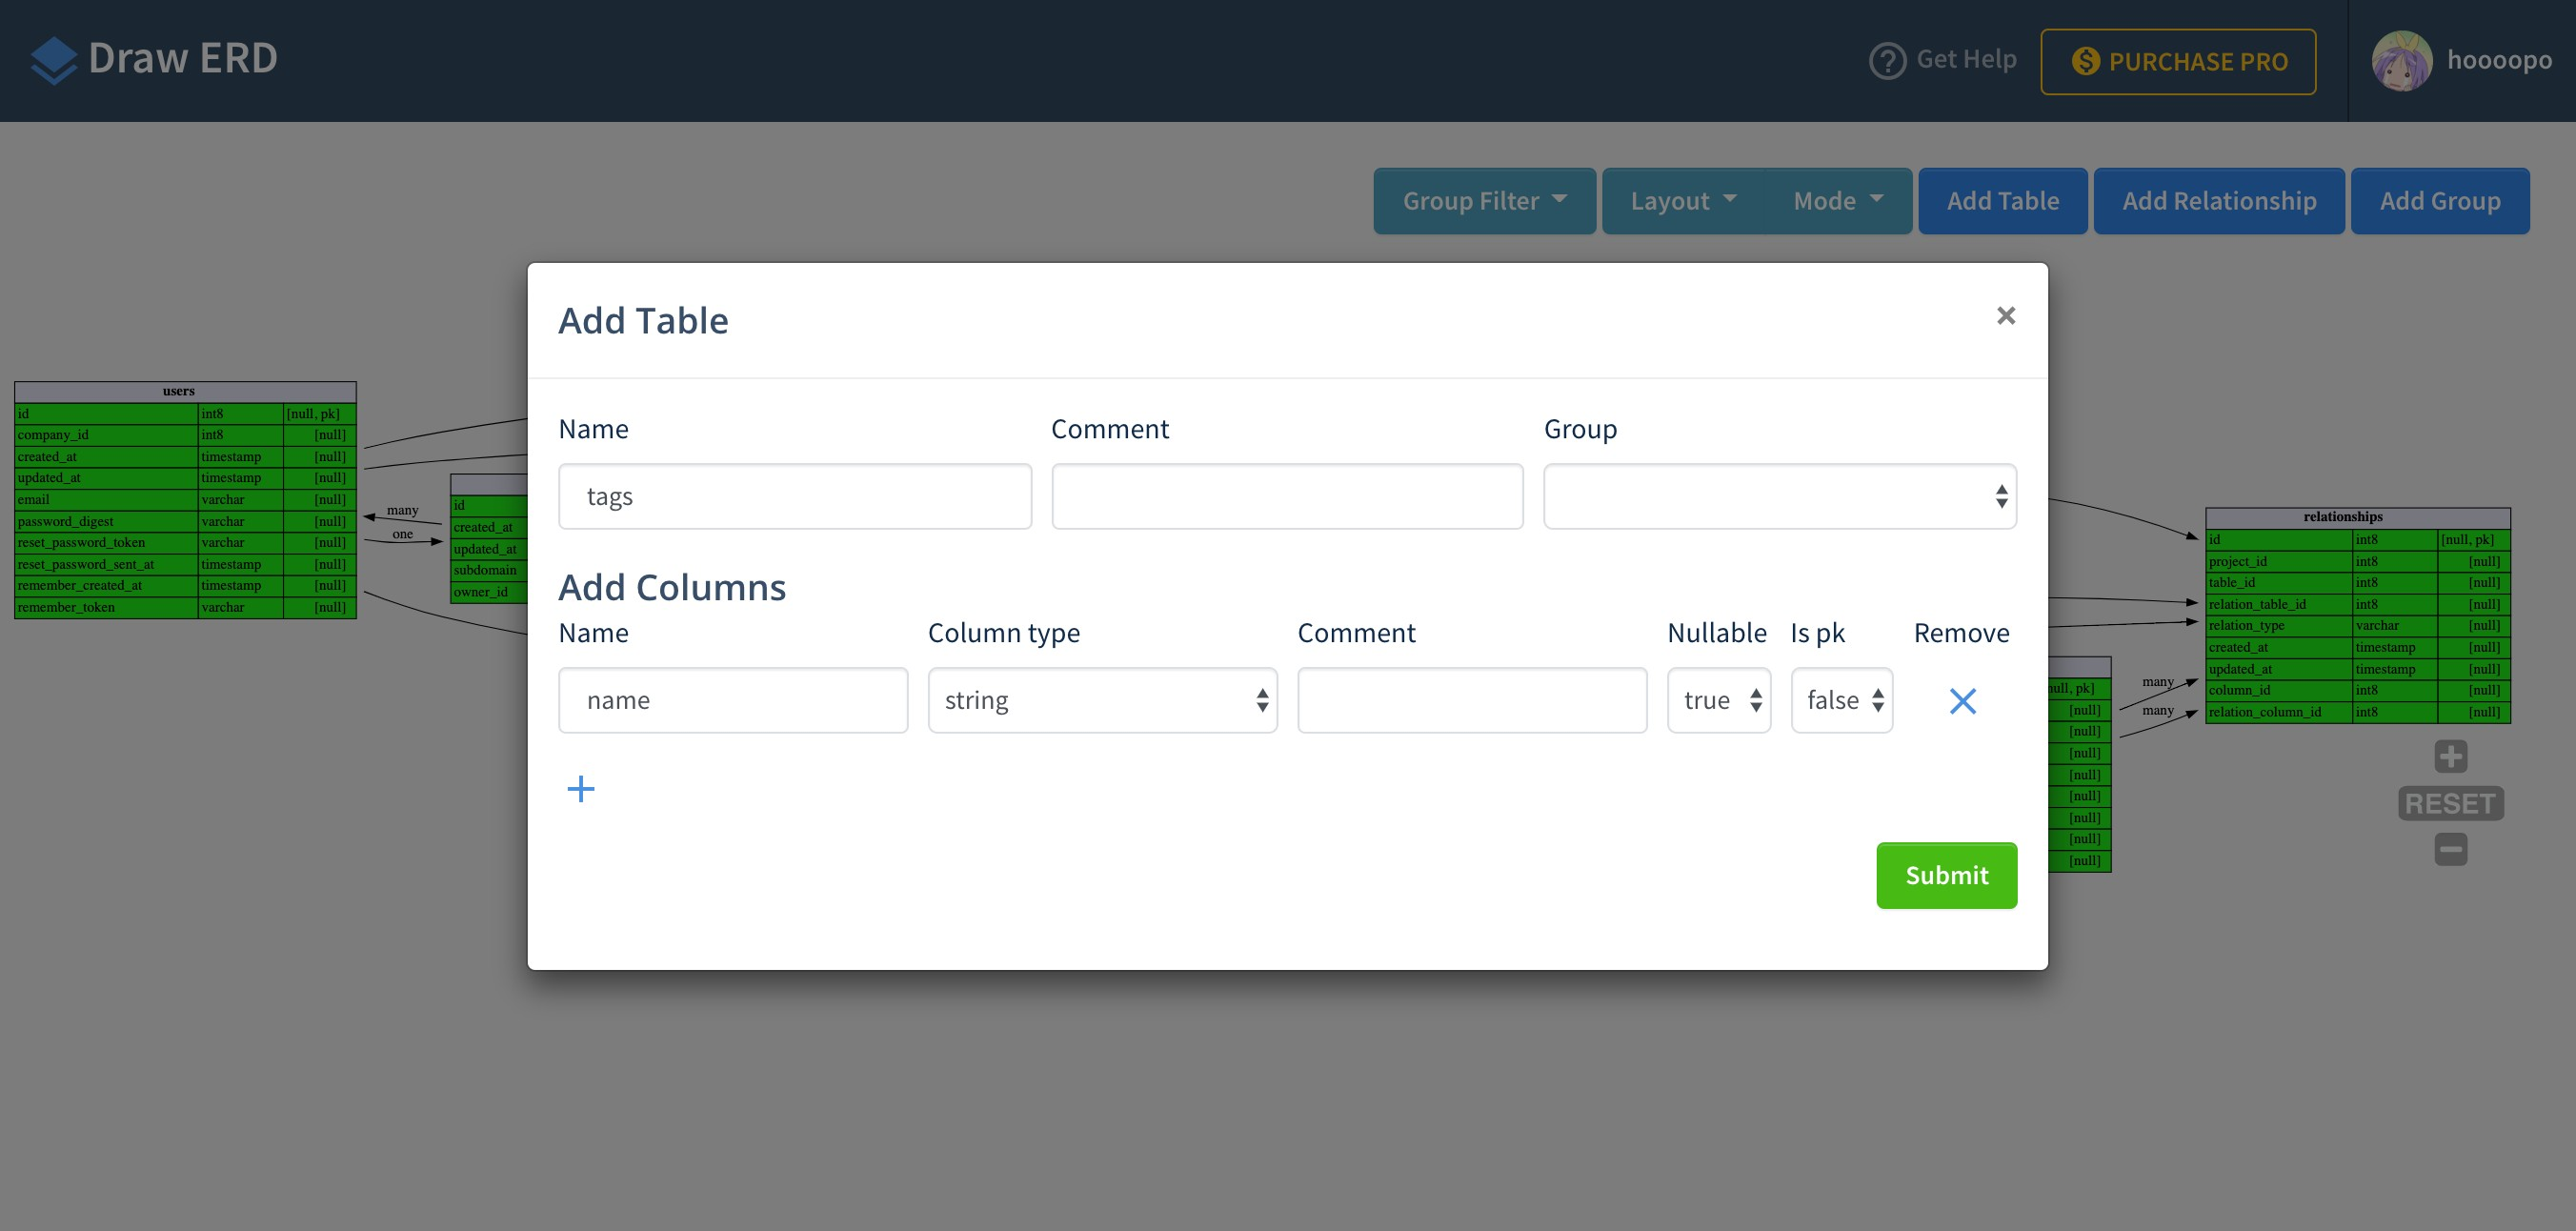 Draw ERD
Get Help
PURCHASE PRO
hoooopo
Group Filter
Layout
Mode
Add Table
Add Relationship
Add Group
Add Table
×
Name
Comment
Group
tags
Add Columns
Name
Column type
Comment
Nullable
Is pk
Remove
name
string
true
false
Submit
users
id int8 [null, pk]
company_id int8 [null]
created_at timestamp [null]
updated_at timestamp [null]
email varchar [null]
password_digest varchar [null]
reset_password_token varchar [null]
reset_password_sent_at timestamp [null]
remember_created_at timestamp [null]
remember_token varchar [null]
many
one
id
created_at
updated_at
subdomain
owner_id
relationships
id int8 [null, pk]
project_id int8 [null]
table_id int8 [null]
relation_table_id int8 [null]
relation_type varchar [null]
created_at timestamp [null]
updated_at timestamp [null]
column_id int8 [null]
relation_column_id int8 [null]
many
many
pk]
[null]
[null]
[null]
[null]
[null]
[null]
[null]
[null]
RESET